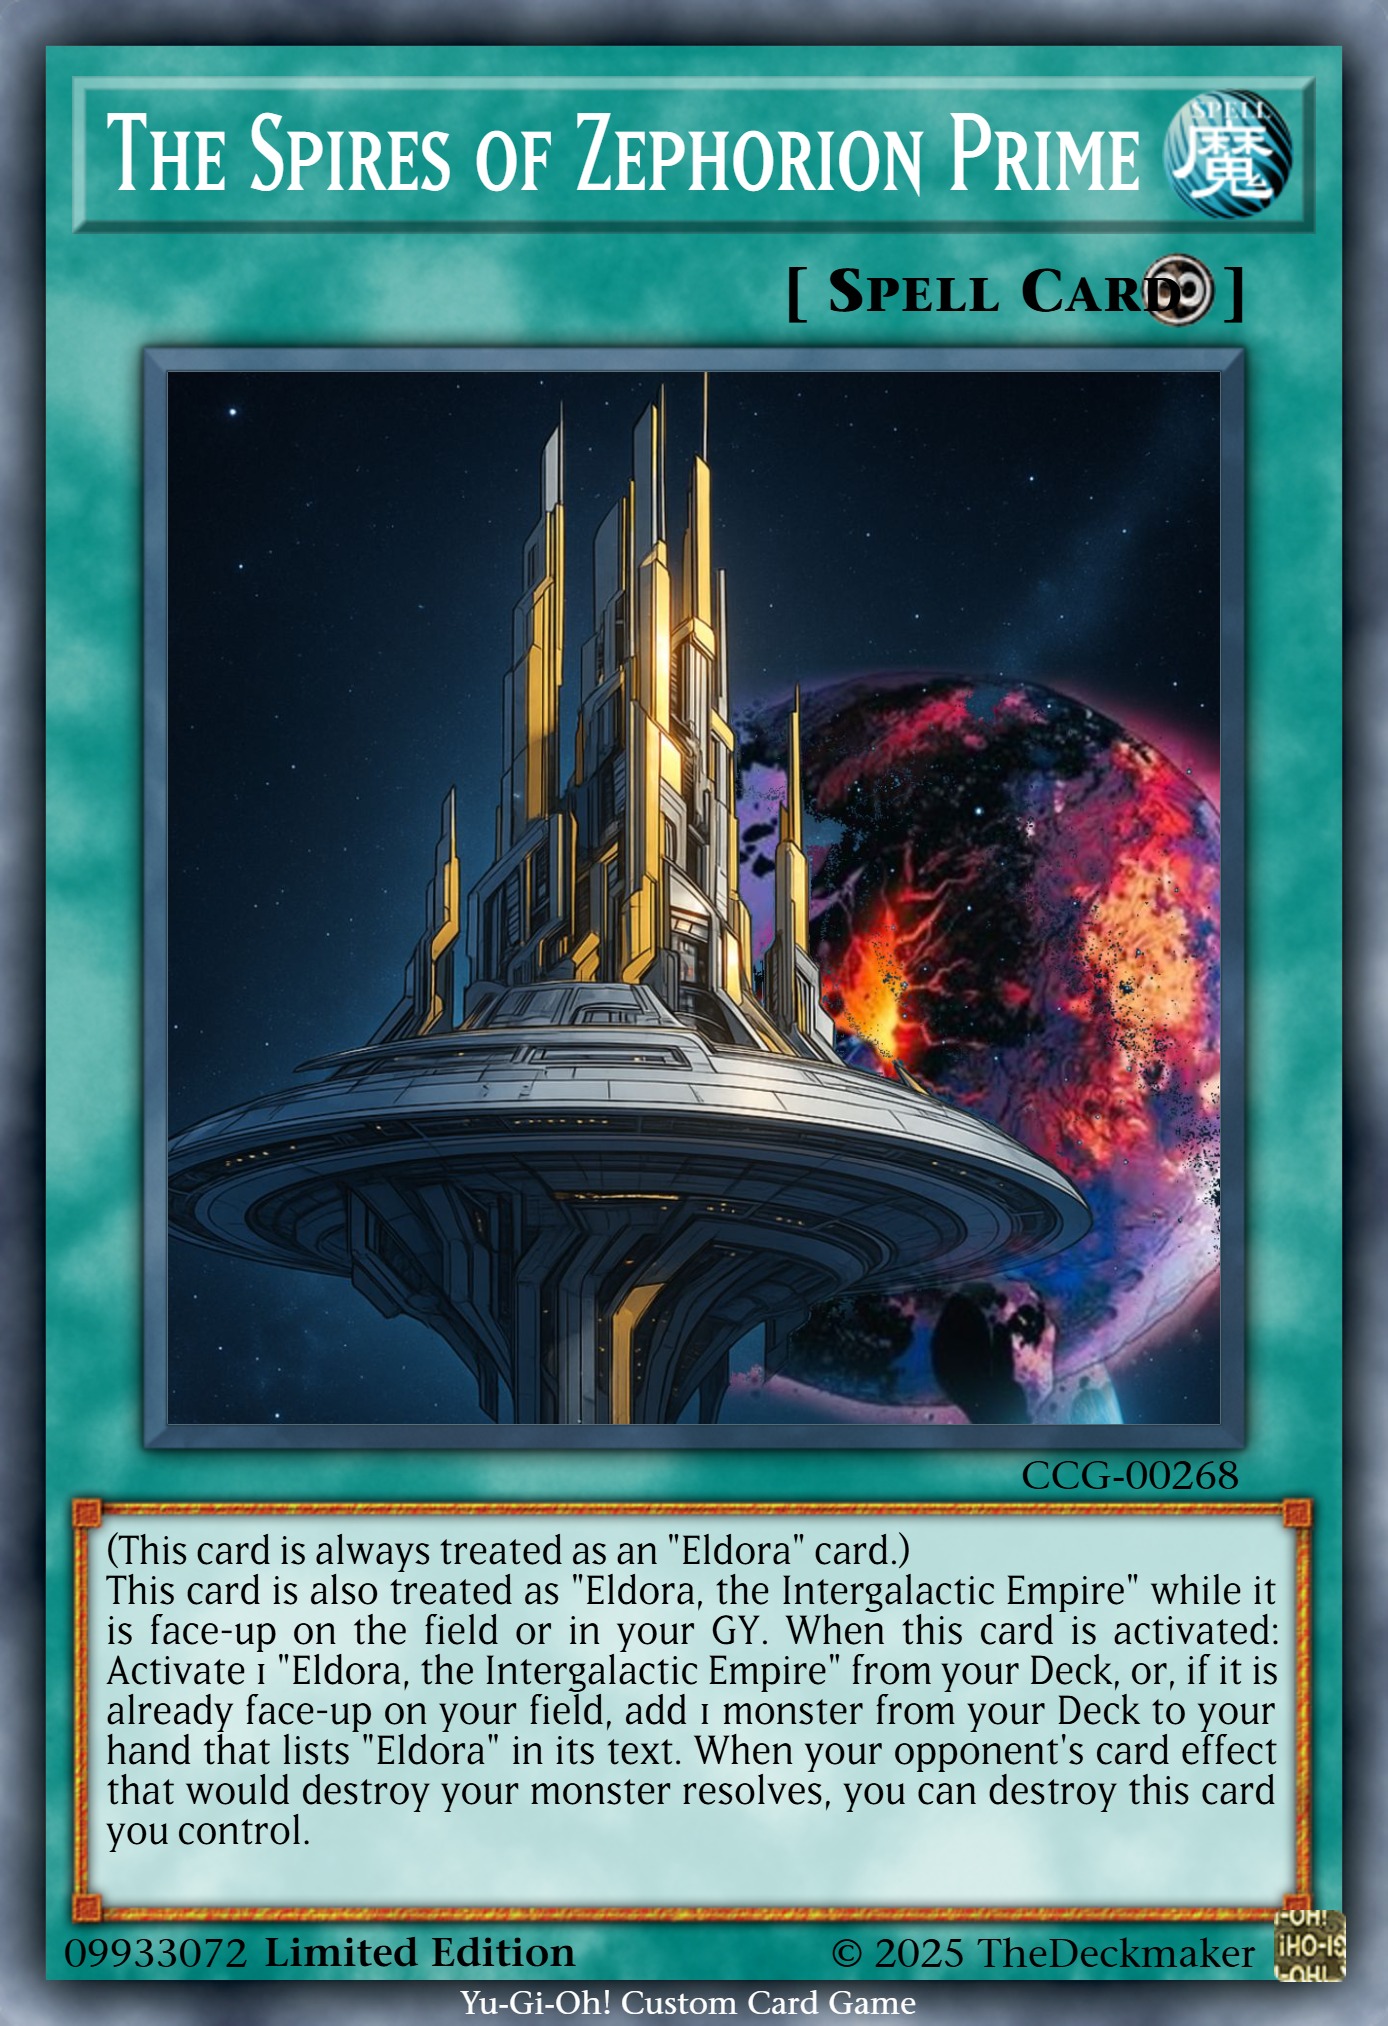 THE SPIRES OF ZEPHORION PRIME
SPELL
魔
[ SPELL CARD ]
CCG-00268
(This card is always treated as an "Eldora" card.)
This card is also treated as "Eldora, the Intergalactic Empire" while it
is face-up on the field or in your GY. When this card is activated:
Activate 1 "Eldora, the Intergalactic Empire" from your Deck, or, if it is
already face-up on your field, add 1 monster from your Deck to your
hand that lists "Eldora" in its text. When your opponent's card effect
that would destroy your monster resolves, you can destroy this card
you control.
09933072 Limited Edition
© 2025 TheDeckmaker
Yu-Gi-Oh! Custom Card Game